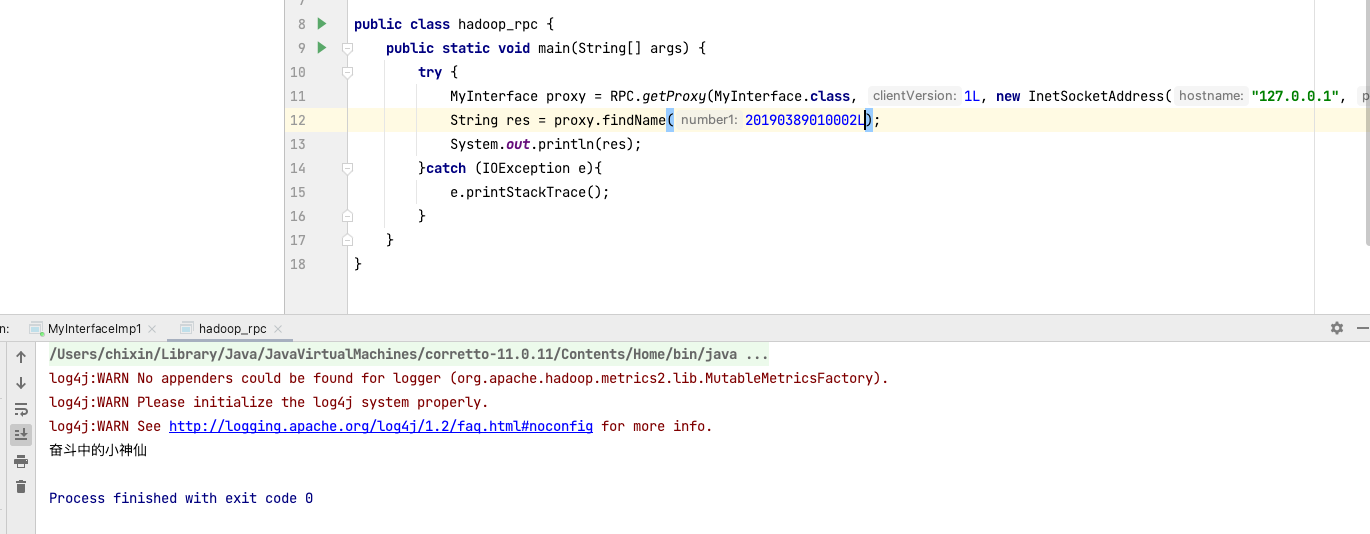 7
8 public class hadoop_rpc {
9 public static void main(String[] args) {
10 try {
11 MyInterface proxy = RPC.getProxy(MyInterface.class, clientVersion: 1L, new InetSocketAddress( hostname: "127.0.0.1", p
12 String res = proxy.findName( number1: 20190389010002L);
13 System.out.println(res);
14 }catch (IOException e){
15 e.printStackTrace();
16 }
17 }
18 }
n: MyInterfaceImp1 hadoop_rpc
/Users/chixin/Library/Java/JavaVirtualMachines/corretto-11.0.11/Contents/Home/bin/java ...
log4j:WARN No appenders could be found for logger (org.apache.hadoop.metrics2.lib.MutableMetricsFactory).
log4j:WARN Please initialize the log4j system properly.
log4j:WARN See http://logging.apache.org/log4j/1.2/faq.html#noconfig for more info.
奋斗中的小神仙
Process finished with exit code 0